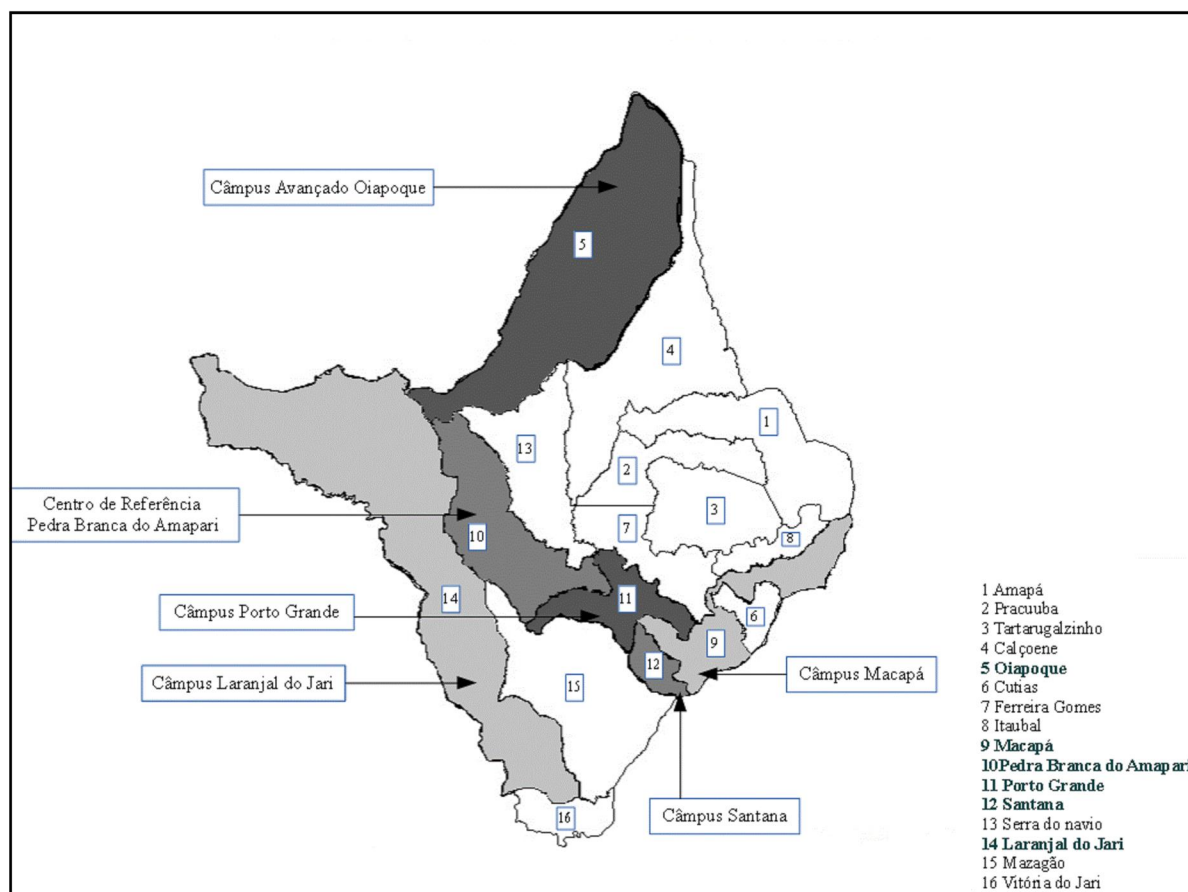 Câmpus Avançado Oiapoque
5
4
1
13
2
3
Centro de Referência
Pedra Branca do Amapari
10
7
8
14
Câmpus Porto Grande
11
6
9
12
Câmpus Laranjal do Jari
15
Câmpus Macapá
16
Câmpus Santana
1 Amapá
2 Pracuuba
3 Tartarugalzinho
4 Calçoene
5 Oiapoque
6 Cutias
7 Ferreira Gomes
8 Itaubal
9 Macapá
10Pedra Branca do Amapari
11 Porto Grande
12 Santana
13 Serra do navio
14 Laranjal do Jari
15 Mazagão
16 Vitória do Jari